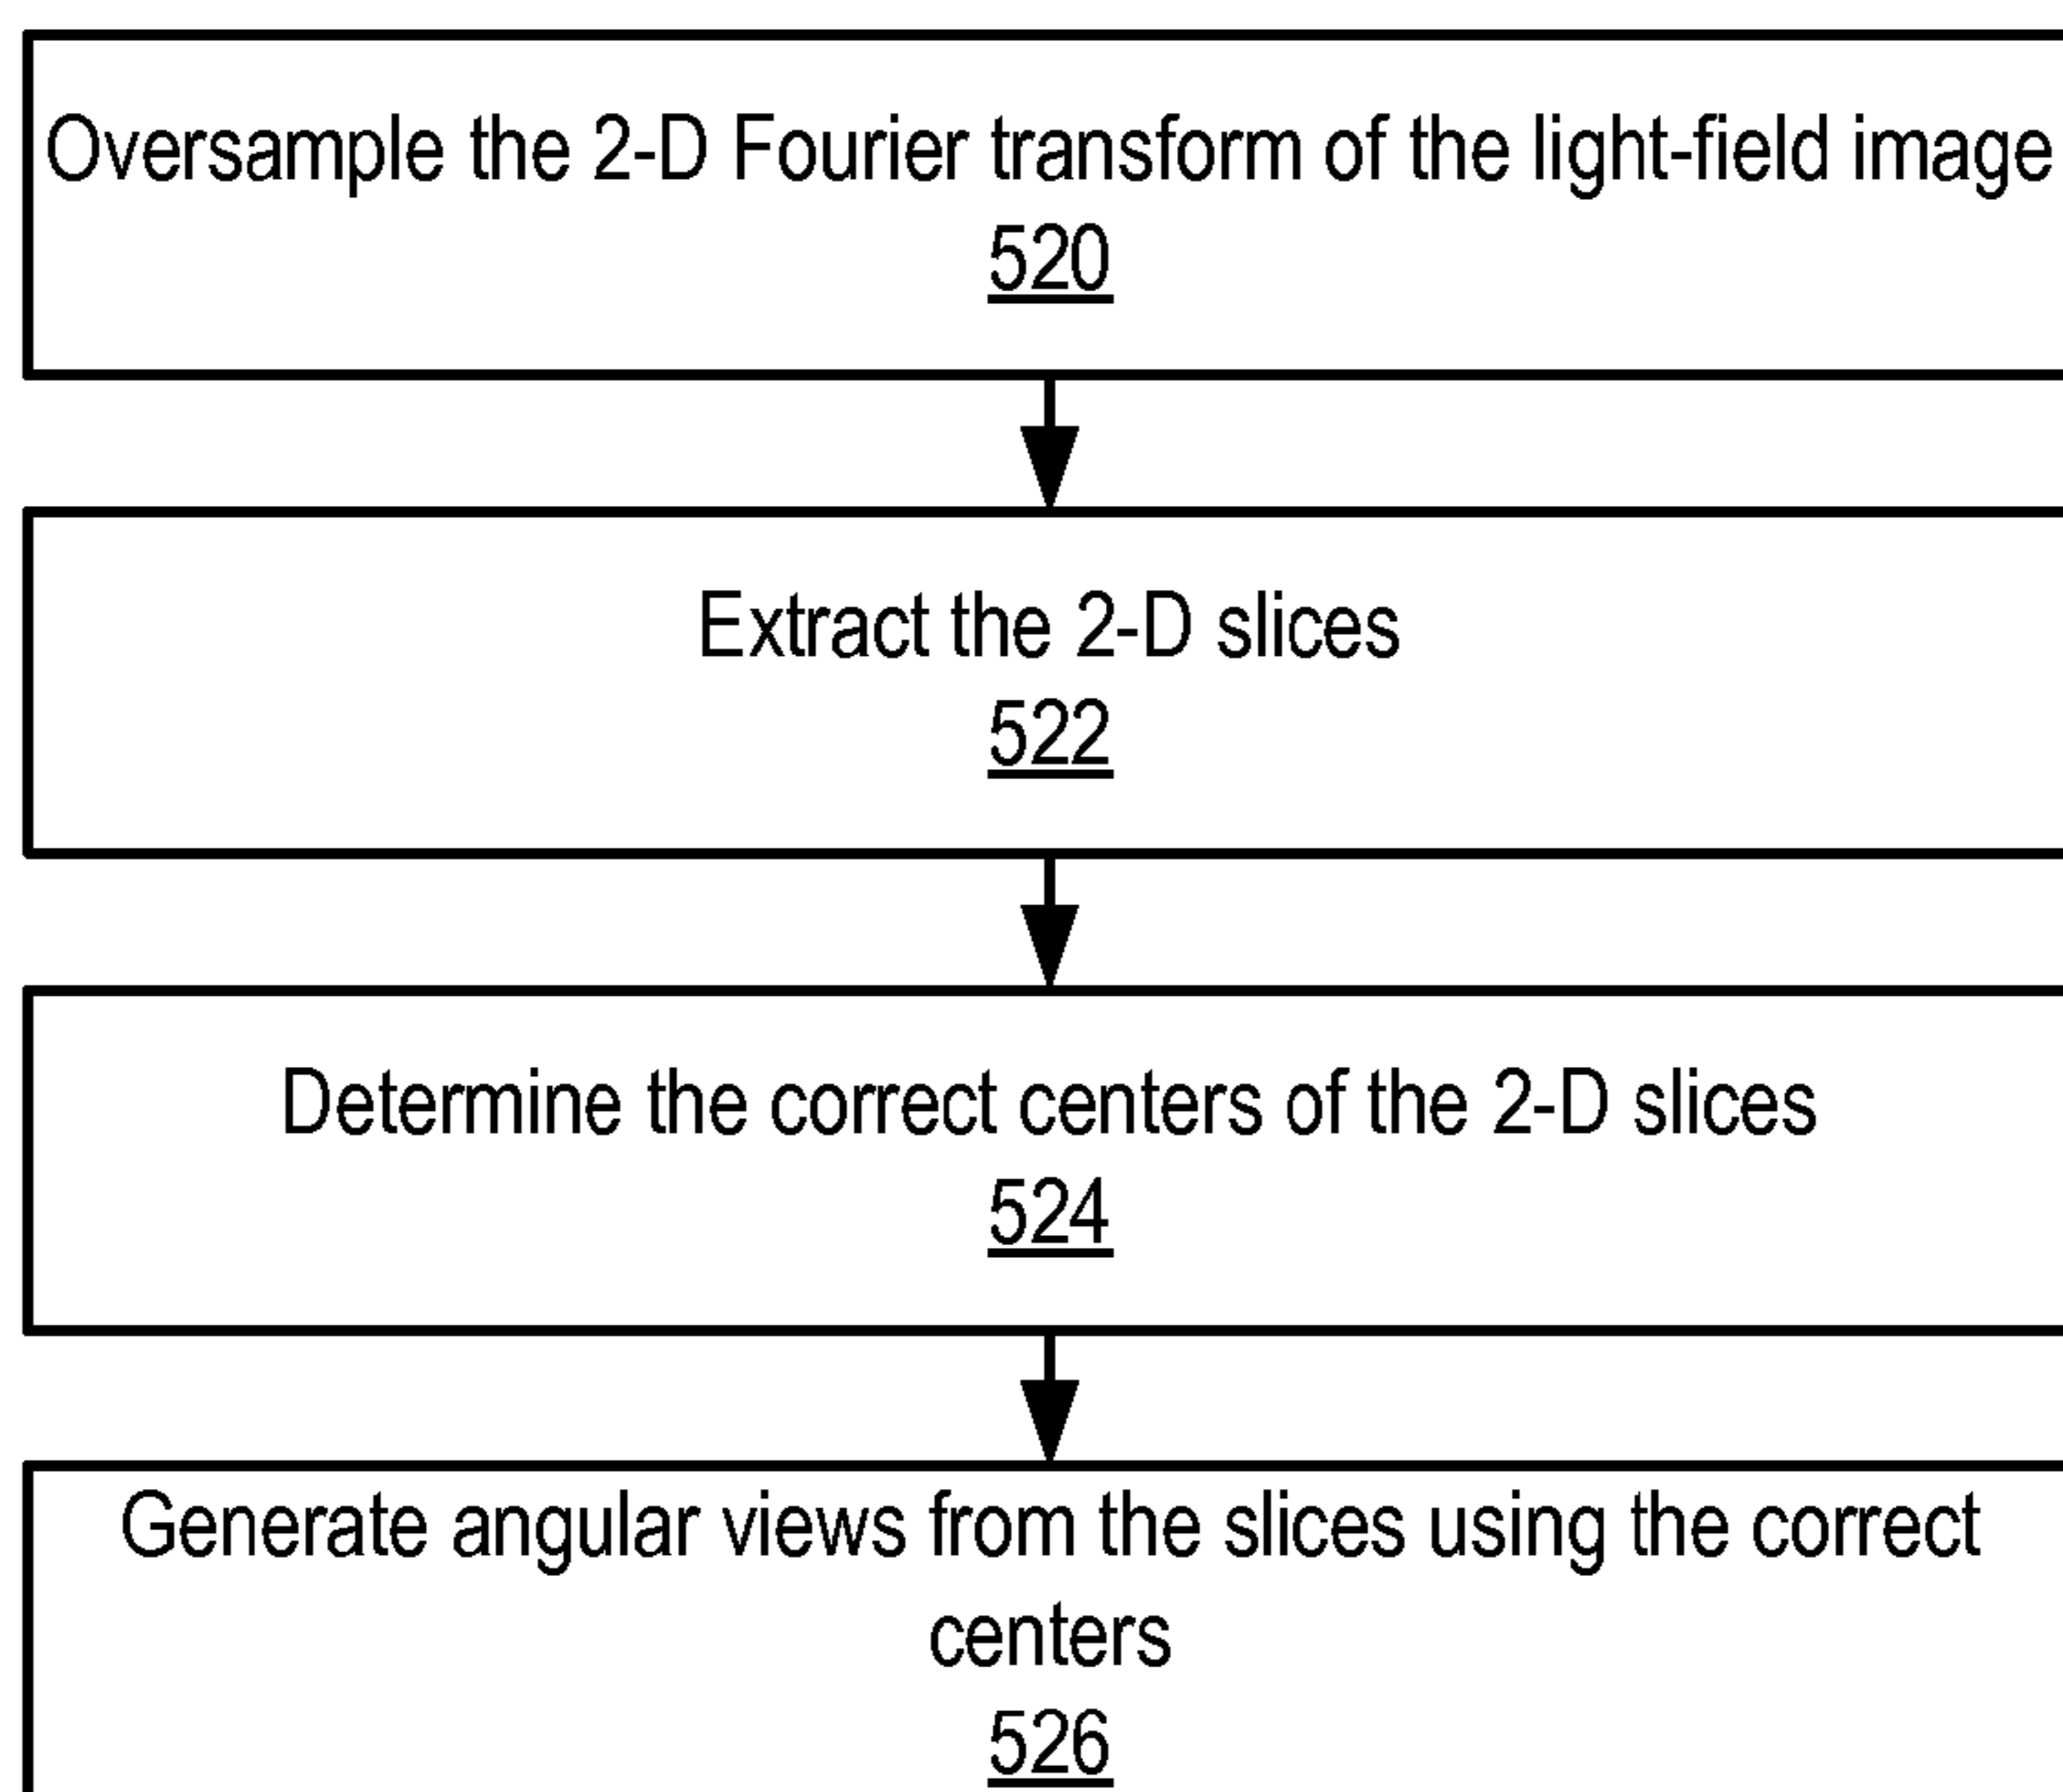 Oversample the 2-D Fourier transform of the light-field image
520
Extract the 2-D slices
522
Determine the correct centers of the 2-D slices
524
Generate angular views from the slices using the correct
centers
526